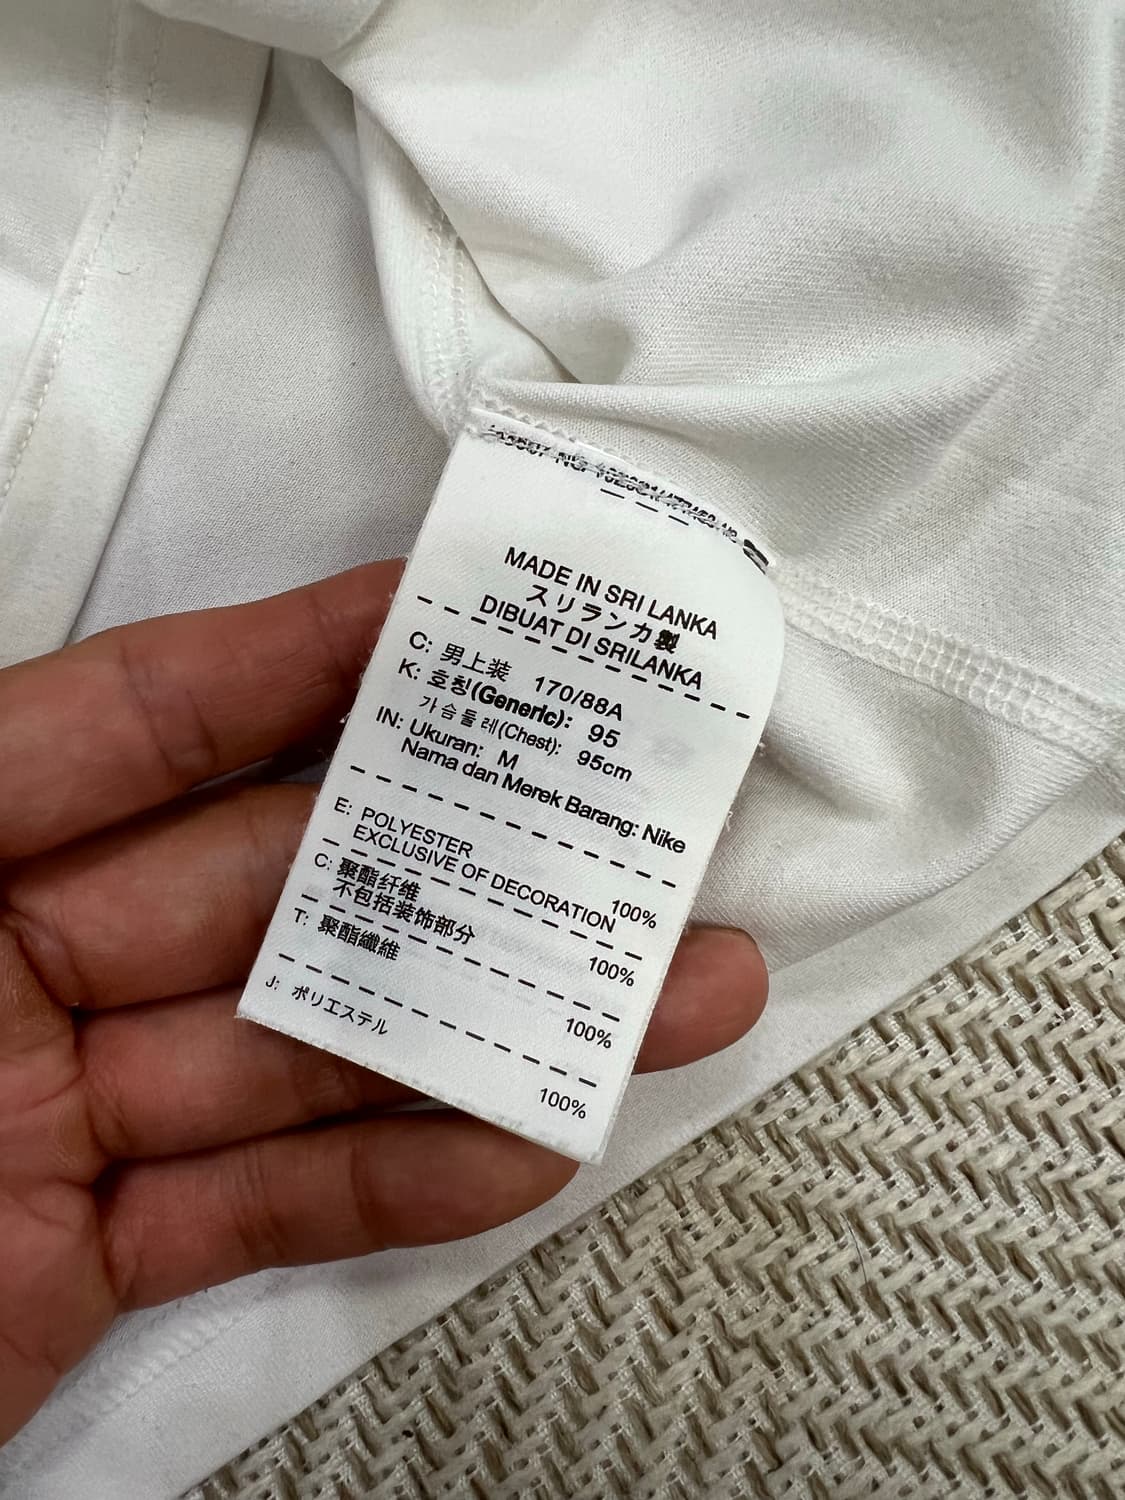 MADE IN SRI LANKA
スリランカ製
DIBUAT DI SRILANKA
C: 男上装 170/88A
K: 호칭(Generic): 95
가슴둘레(Chest): 95cm
IN: Ukuran: M
Nama dan Merek Barang: Nike
E: POLYESTER 100%
EXCLUSIVE OF DECORATION
C: 聚酯纤维 100%
不包括装饰部分
T: 聚酯纖維 100%
J: ポリエステル 100%